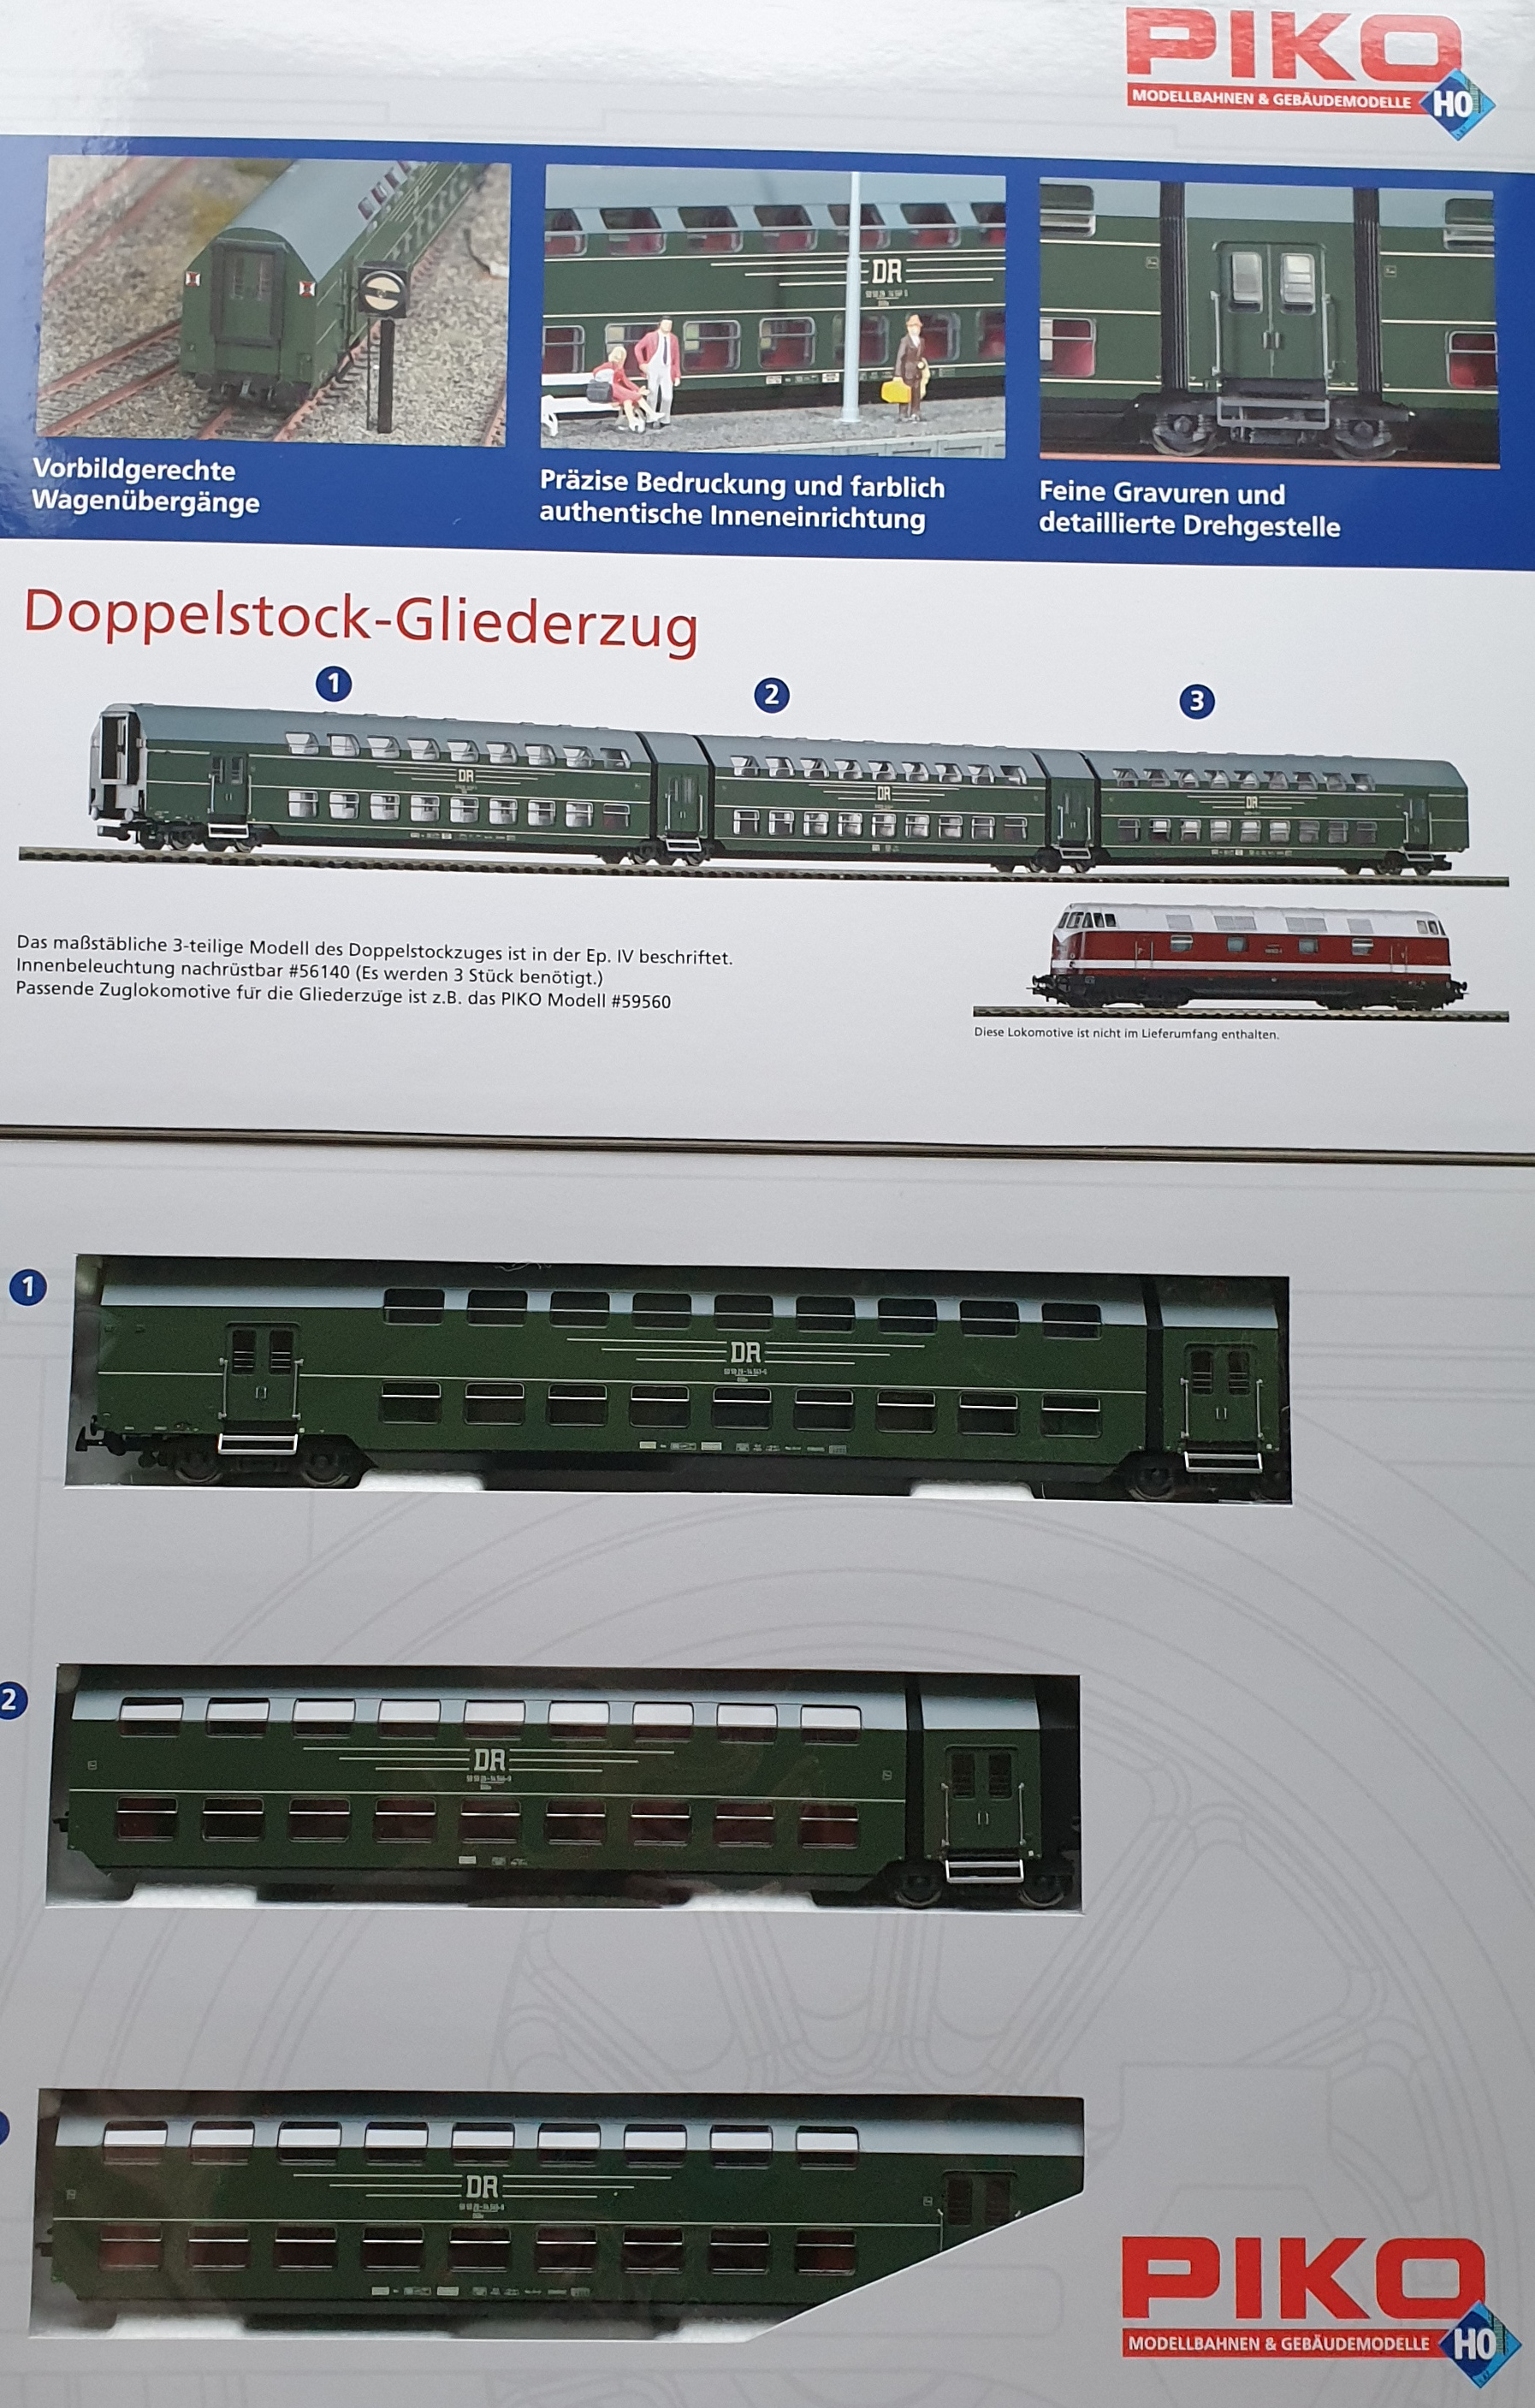 PIKO
MODELLBAHNEN & GEBÄUDEMODELLE
H0
DR
Vorbildgerechte
Wagenübergänge
Präzise Bedruckung und farblich
authentische Inneneinrichtung
Feine Gravuren und
detaillierte Drehgestelle
Doppelstock-Gliederzug
1
2
3
DR
DR
DR
Das maßstäbliche 3-teilige Modell des Doppelstockzuges ist in der Ep. IV beschriftet.
Innenbeleuchtung nachrüstbar #56140 (Es werden 3 Stück benötigt.)
Passende Zuglokomotive für die Gliederzüge ist z.B. das PIKO Modell #59560
Diese Lokomotive ist nicht im Lieferumfang enthalten.
1
DR
2
DR
DR
PIKO
MODELLBAHNEN & GEBÄUDEMODELLE
H0